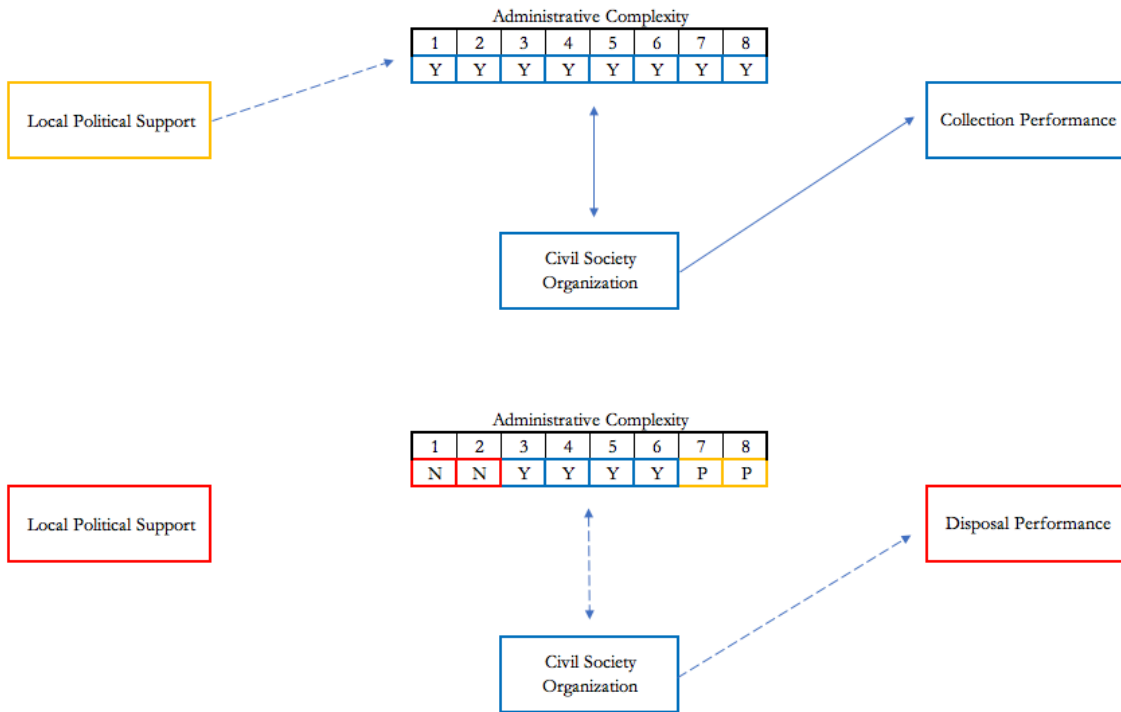 Administrative Complexity
1 2 3 4 5 6 7 8
Y Y Y Y Y Y Y Y
Local Political Support
Collection Performance
Civil Society
Organization
Administrative Complexity
1 2 3 4 5 6 7 8
N N Y Y Y Y P P
Local Political Support
Disposal Performance
Civil Society
Organization